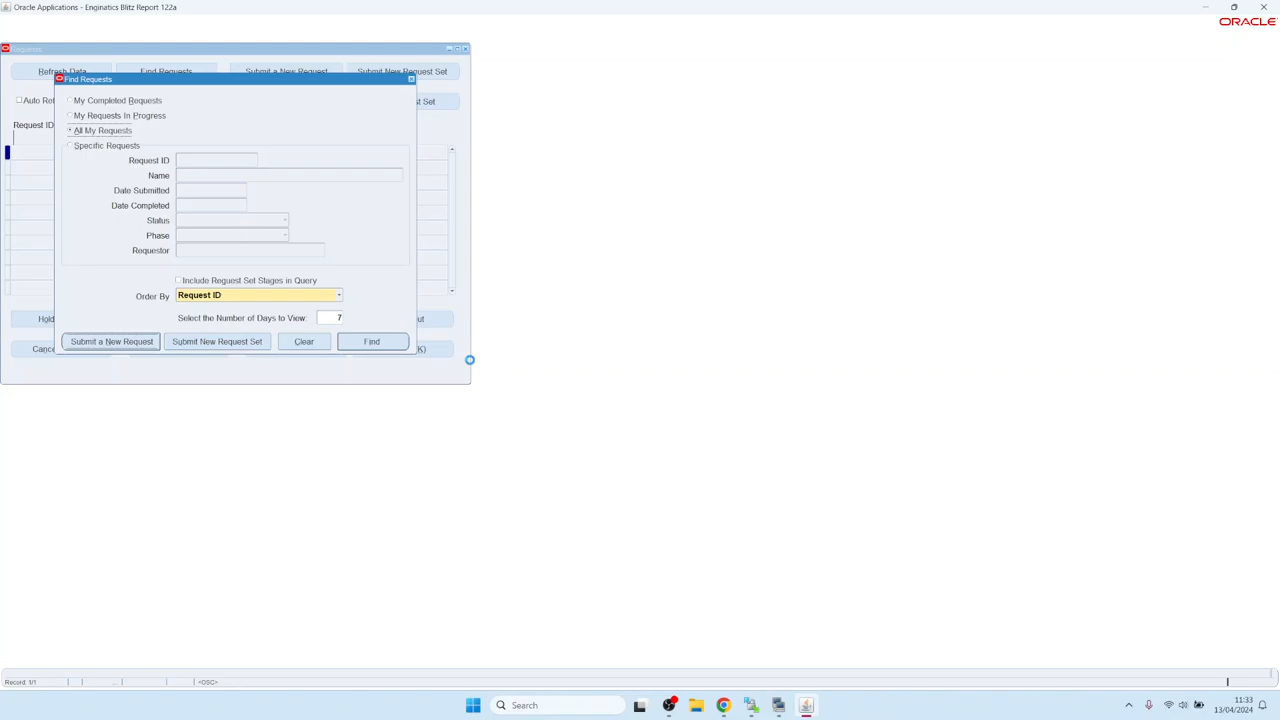 Oracle Applications - Enginatics Blitz Report 122a
ORACLE
Requests
Refresh Data Find Requests Submit a New Request Submit New Request Set
Find Requests
Auto Ref
My Completed Requests
st Set
My Requests In Progress
Request ID
All My Requests
Specific Requests
Request ID
Name
Date Submitted
Date Completed
Status
Phase
Requestor
Include Request Set Stages in Query
Order By Request ID
Hold
Select the Number of Days to View: 7
Submit a New Request Submit New Request Set Clear Find
Cance
K)
Record: 1/1 ... <OSC>
Search
11:33
13/04/2024